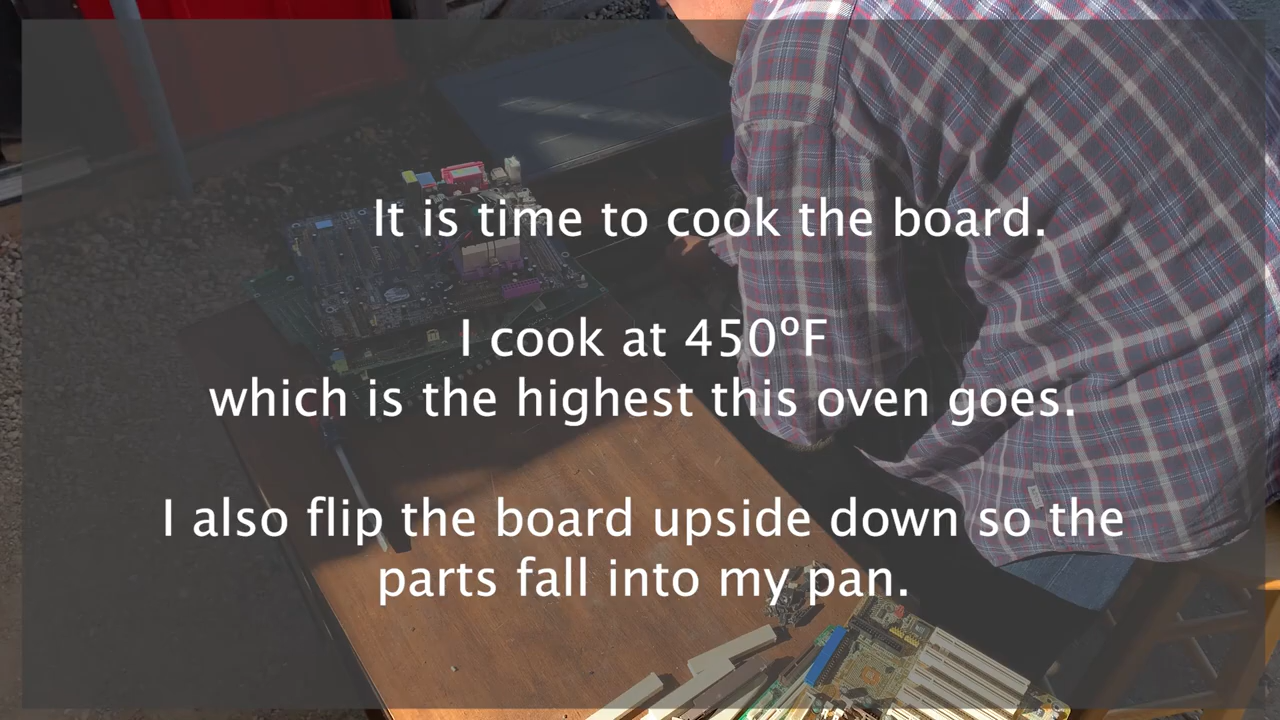 It is time to cook the board.
I cook at 450ºF
which is the highest this oven goes.
I also flip the board upside down so the
parts fall into my pan.